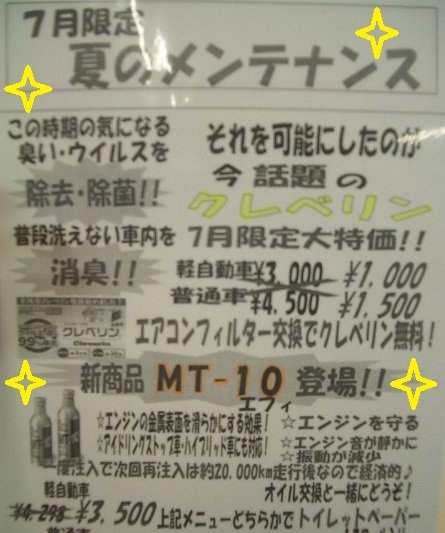 7月限定
夏のメンテナンス
この時期の気になる
臭い・ウイルスを
除去・除菌!!
普段洗えない車内を
消臭!!
それを可能にしたのが
今話題の
クレベリン
7月限定大特価!!
軽自動車¥3,000 ¥1,000
普通車¥4,500 ¥1,500
クレベリン
Cleverin
エアコンフィルター交換でクレベリン無料!
新商品 MT-10 登場!!
エフィ
☆エンジンの金属表面を滑らかにする効果!
☆アイドリングストップ車・ハイブリッド車にも対応!
☆エンジンを守る
☆エンジン音が静かに
☆振動が減少
一度注入で次回再注入は約20,000km走行後なので経済的♪
軽自動車
オイル交換と一緒にどうぞ!
¥4,298 ¥3,500 上記メニューどちらかでトイレットペーパー
普通車